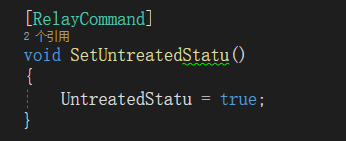 [RelayCommand]
2 个引用
void SetUntreatedStatu()
{
UntreatedStatu = true;
}